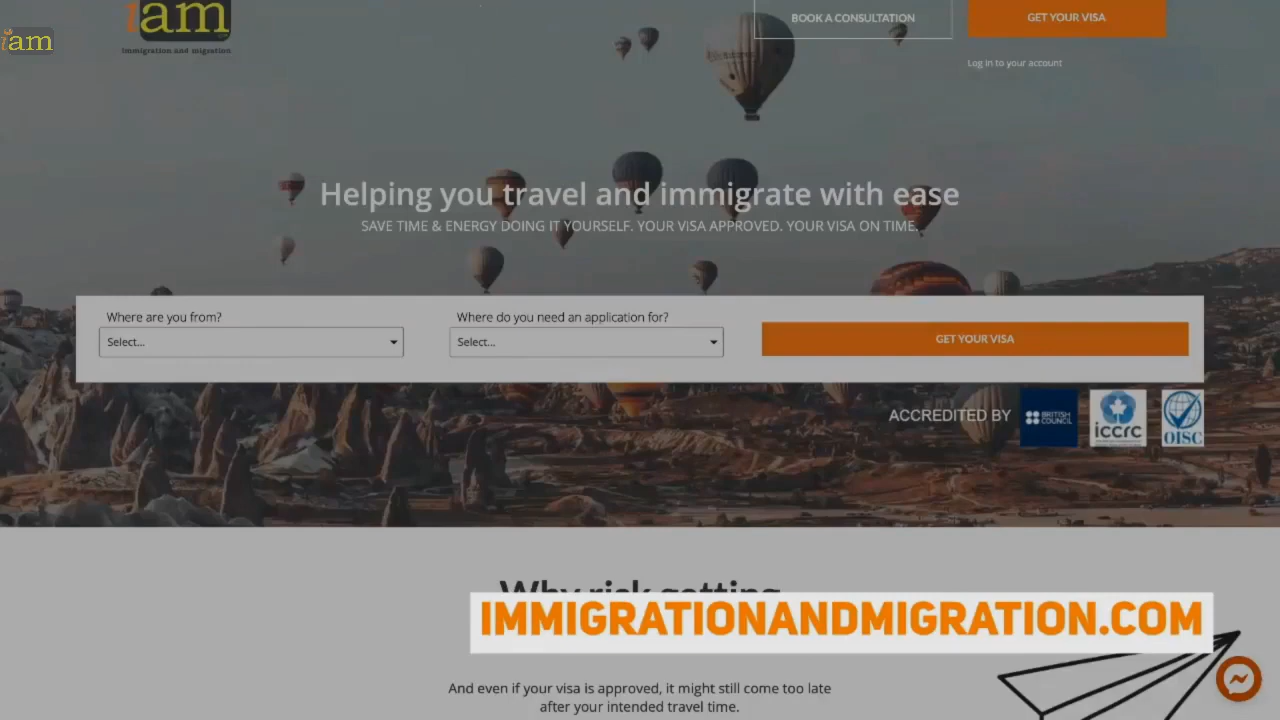 iam
iam
immigration and migration
BOOK A CONSULTATION
GET YOUR VISA
Log in to your account
Helping you travel and immigrate with ease
SAVE TIME & ENERGY DOING IT YOURSELF. YOUR VISA APPROVED. YOUR VISA ON TIME.
Where are you from?
Where do you need an application for?
Select...
Select...
GET YOUR VISA
ACCREDITED BY
BRITISH
COUNCIL
iccrc
OISC
Why risk getting
IMMIGRATIONANDMIGRATION.COM
And even if your visa is approved, it might still come too late
after your intended travel time.